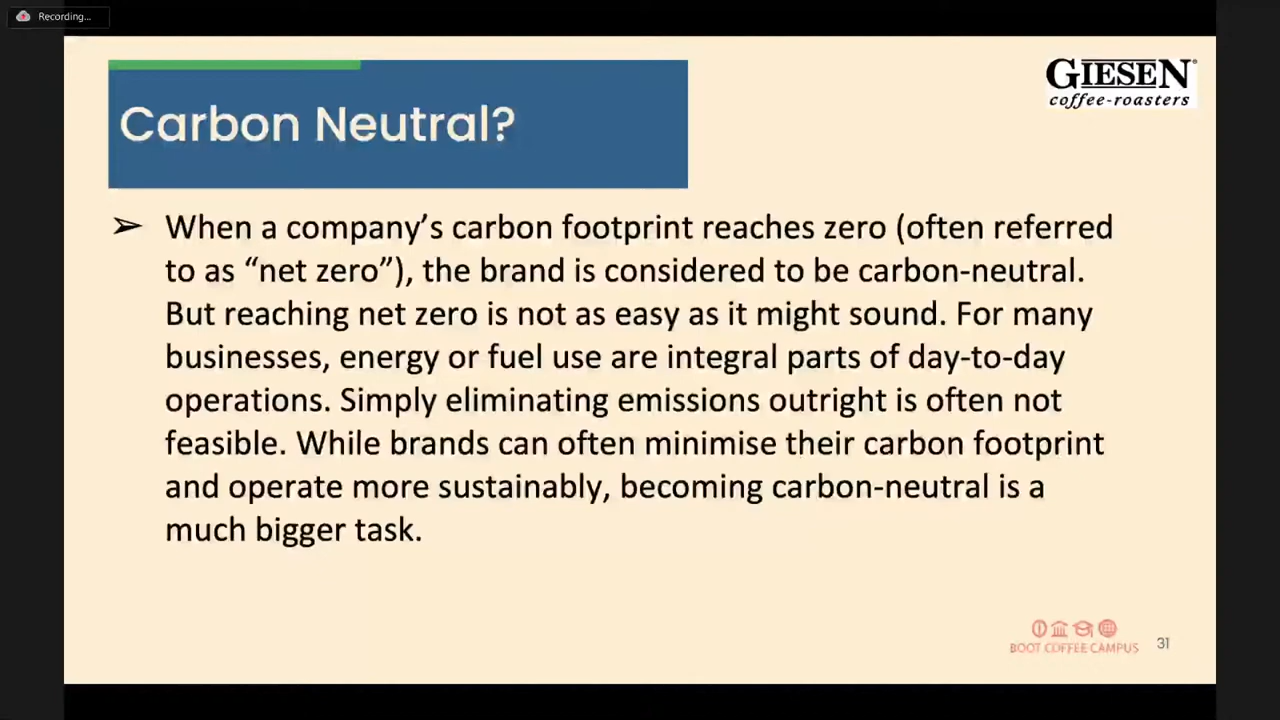 Recording...
GIESEN
coffee-roasters
Carbon Neutral?
➢ When a company’s carbon footprint reaches zero (often referred
to as “net zero”), the brand is considered to be carbon-neutral.
But reaching net zero is not as easy as it might sound. For many
businesses, energy or fuel use are integral parts of day-to-day
operations. Simply eliminating emissions outright is often not
feasible. While brands can often minimise their carbon footprint
and operate more sustainably, becoming carbon-neutral is a
much bigger task.
BOOT COFFEE CAMPUS
31